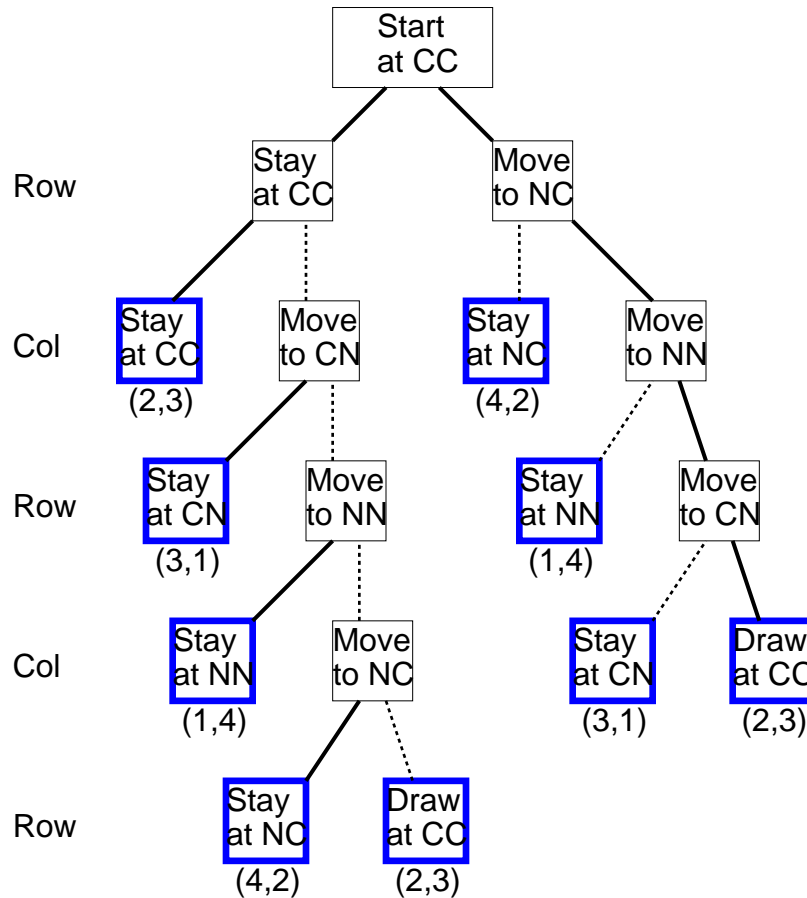 Start
at CC
Row
Stay
at CC
Move
to NC
Col
Stay
at CC
(2,3)
Move
to CN
Stay
at NC
(4,2)
Move
to NN
Row
Stay
at CN
(3,1)
Move
to NN
Stay
at NN
(1,4)
Move
to CN
Col
Stay
at NN
(1,4)
Move
to NC
Stay
at CN
(3,1)
Draw
at CC
(2,3)
Row
Stay
at NC
(4,2)
Draw
at CC
(2,3)